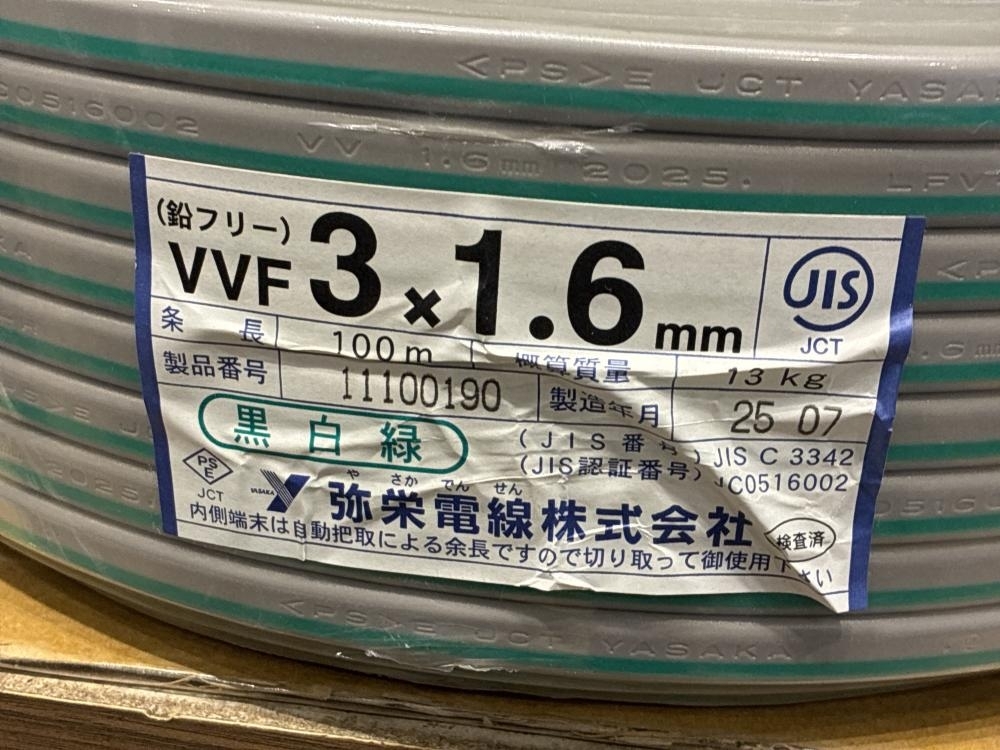 <PS>E JCT YASA
C0516002
VV 1.6mm 2025. LFV
(鉛フリー)
VVF 3×1.6mm
JIS
JCT
条長 100m 概算質量 13kg
製品番号 11100190 製造年月 25 07
黒白緑
(JIS番号) JIS C 3342
(JIS認証番号) JC0516002
PS E
JCT
YASAKA
やさかでんせん
弥栄電線株式会社
検査済
内側端末は自動把取による余長ですので切り取って御使用下さい
<PS>E JCT YASAKA